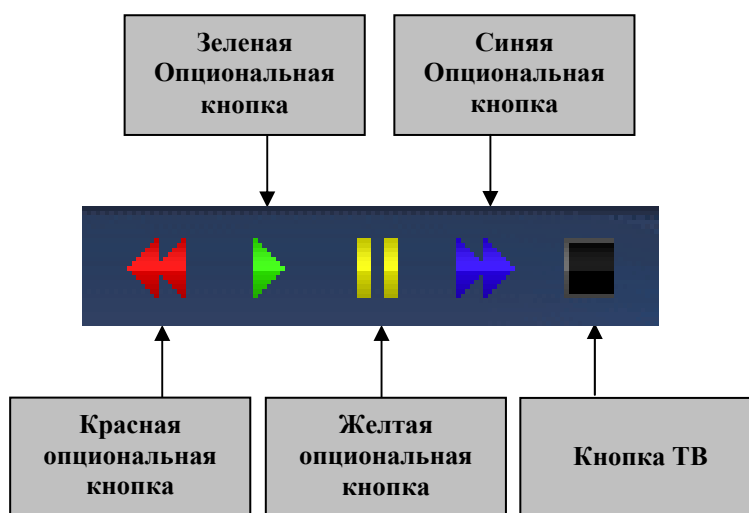 Зеленая
Опциональная
кнопка
Синяя
Опциональная
кнопка
Красная
опциональная
кнопка
Желтая
опциональная
кнопка
Кнопка ТВ